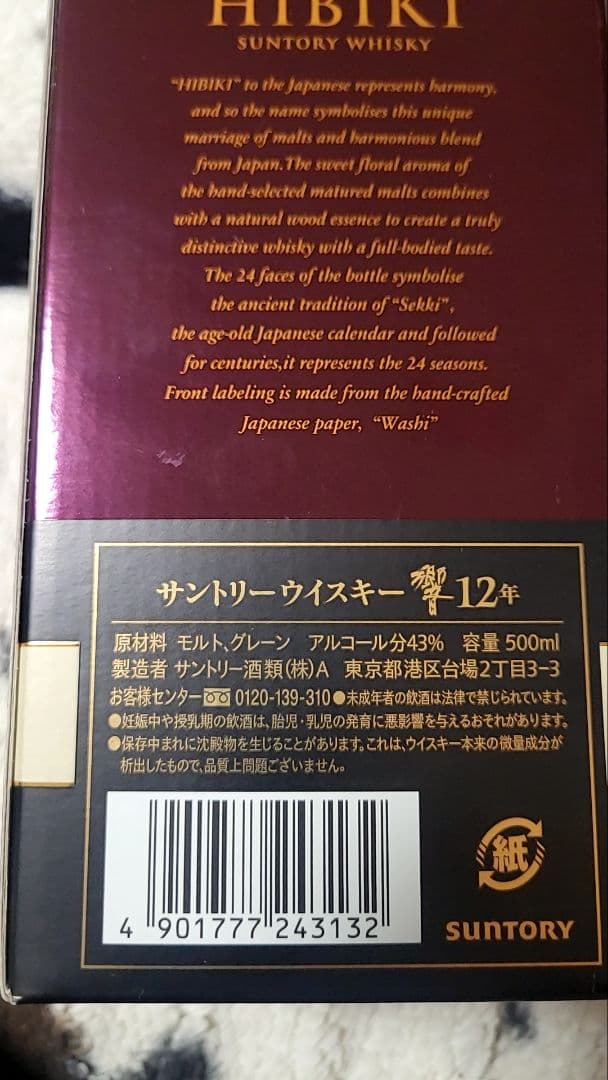 HIBIKI
SUNTORY WHISKY
"HIBIKI" to the Japanese represents harmony,
and so the name symbolises this unique
marriage of malts and harmonious blend
from Japan.The sweet floral aroma of
the hand-selected matured malts combines
with a natural wood essence to create a truly
distinctive whisky with a full-bodied taste.
The 24 faces of the bottle symbolise
the ancient tradition of "Sekki",
the age-old Japanese calendar and followed
for centuries,it represents the 24 seasons.
Front labeling is made from the hand-crafted
Japanese paper, "Washi"
サントリーウイスキー 響 12年
原材料 モルト、グレーン アルコール分43% 容量 500ml
製造者 サントリー酒類(株)A 東京都港区台場2丁目3-3
お客様センター 0120-139-310 ●未成年者の飲酒は法律で禁じられています。
●妊娠中や授乳期の飲酒は、胎児・乳児の発育に悪影響を与えるおそれがあります。
●保存中まれに沈殿物を生じることがあります。これは、ウイスキー本来の微量成分が
析出したもので、品質上問題ございません。
紙
4 901777 243132
SUNTORY